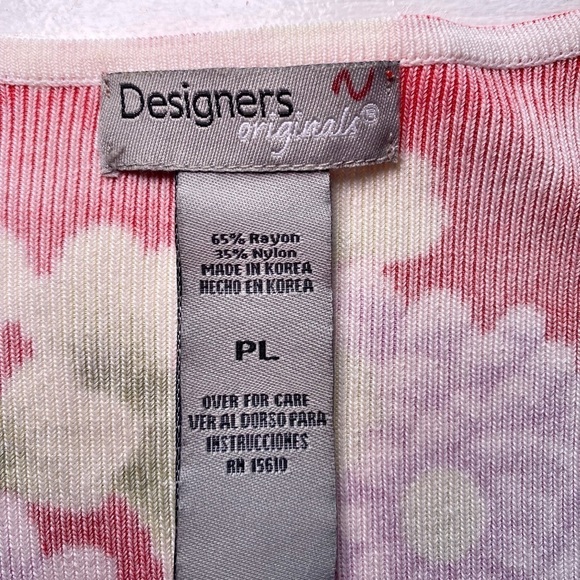 Designers
originals®
65% Rayon
35% Nylon
MADE IN KOREA
HECHO EN KOREA
PL
OVER FOR CARE
VER AL DORSO PARA
INSTRUCCIONES
RN 15610